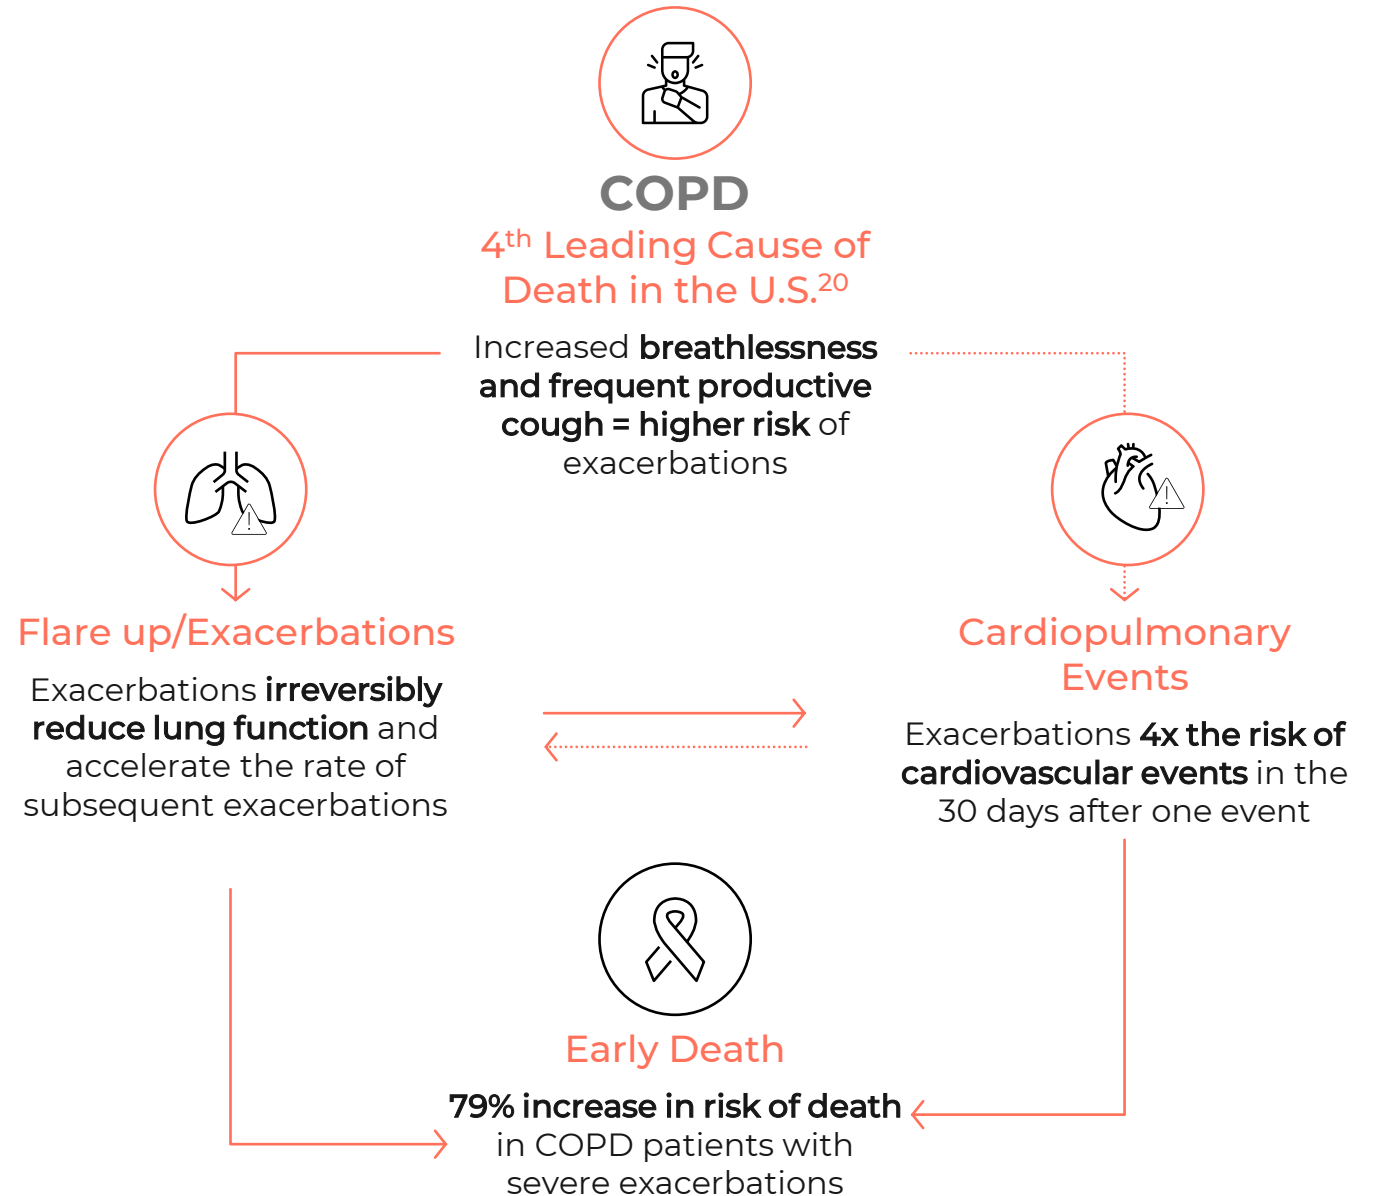 COPD
4th Leading Cause of
Death in the U.S.20
Increased breathlessness
and frequent productive
cough = higher risk of
exacerbations
Flare up/Exacerbations
Exacerbations irreversibly
reduce lung function and
accelerate the rate of
subsequent exacerbations
Cardiopulmonary
Events
Exacerbations 4x the risk of
cardiovascular events in the
30 days after one event
Early Death
79% increase in risk of death
in COPD patients with
severe exacerbations